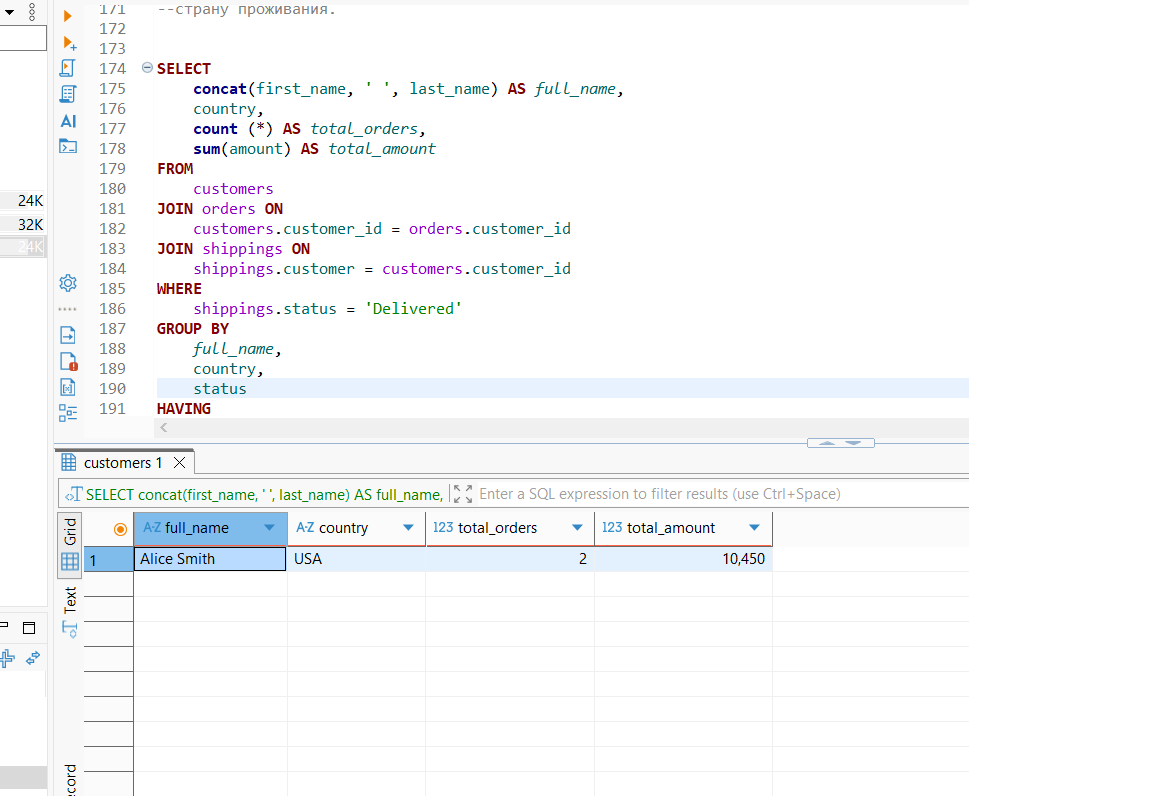 171 --страну проживания.
172
173
174 SELECT
175 concat(first_name, ' ', last_name) AS full_name,
176 country,
177 count (*) AS total_orders,
178 sum(amount) AS total_amount
179 FROM
180 customers
181 JOIN orders ON
182 customers.customer_id = orders.customer_id
183 JOIN shippings ON
184 shippings.customer = customers.customer_id
185 WHERE
186 shippings.status = 'Delivered'
187 GROUP BY
188 full_name,
189 country,
190 status
191 HAVING
AI
24K
32K
24K
customers 1
SELECT concat(first_name, ' ', last_name) AS full_name, Enter a SQL expression to filter results (use Ctrl+Space)
Grid
Text
A-Z full_name A-Z country 123 total_orders 123 total_amount
1 Alice Smith USA 2 10,450